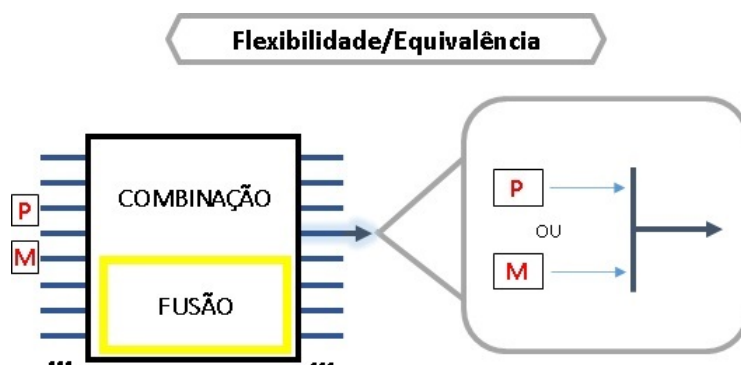 Flexibilidade/Equivalência
COMBINAÇÃO
P
M
FUSÃO
...
...
P
OU
M